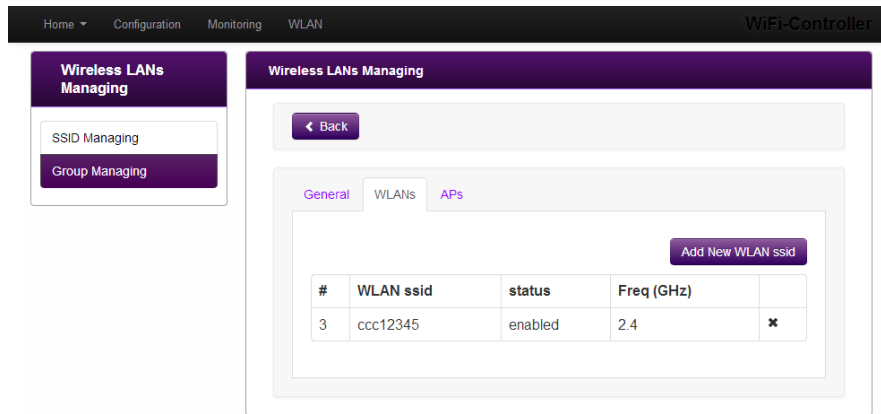 Home Configuration Monitoring WLAN WiFi-Controller
Wireless LANs
Managing
SSID Managing
Group Managing
Wireless LANs Managing
Back
General WLANs APs
Add New WLAN ssid
# WLAN ssid status Freq (GHz)
3 ccc12345 enabled 2.4